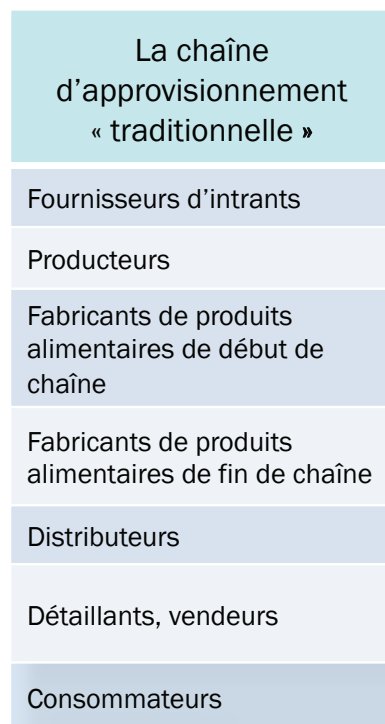 La chaîne
d’approvisionnement
« traditionnelle »
Fournisseurs d’intrants
Producteurs
Fabricants de produits
alimentaires de début de
chaîne
Fabricants de produits
alimentaires de fin de chaîne
Distributeurs
Détaillants, vendeurs
Consommateurs